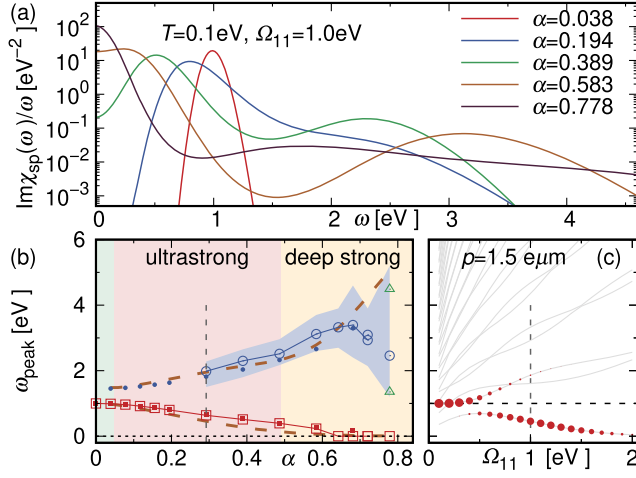 (a)
T=0.1eV, Ω₁₁=1.0eV
α=0.038
α=0.194
α=0.389
α=0.583
α=0.778
Imχsp(ω)/ω [eV⁻²]
10²
10¹
10⁰
10⁻¹
10⁻²
10⁻³
0 1 2 3 4
ω [eV]
(b)
ultrastrong
deep strong
ωpeak [eV]
6
4
2
0
0 0.2 0.4 0.6 0.8
α
p=1.5 eμm (c)
0 1 2
Ω₁₁ [eV]